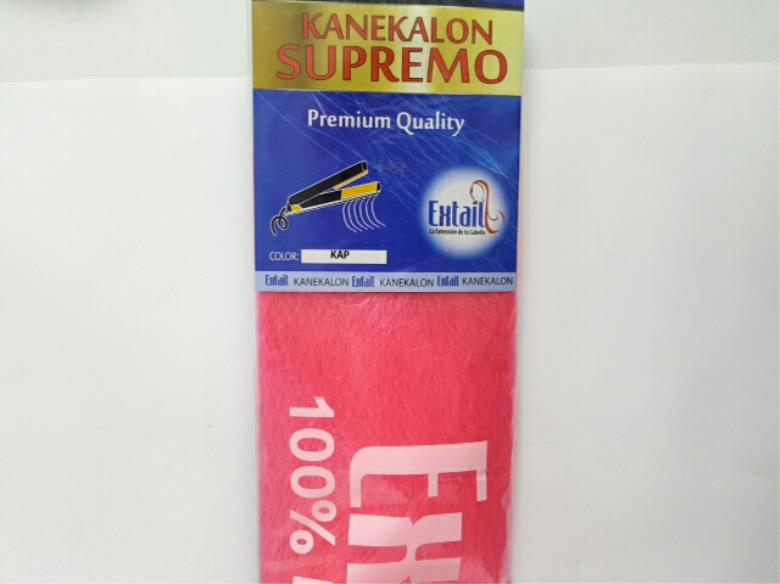 KANEKALON
SUPREMO
Premium Quality
Extail
La Extensión de tu Cabello
COLOR: KAP
Extail KANEKALON Extail KANEKALON Extail KANEKALON
100%
Ex